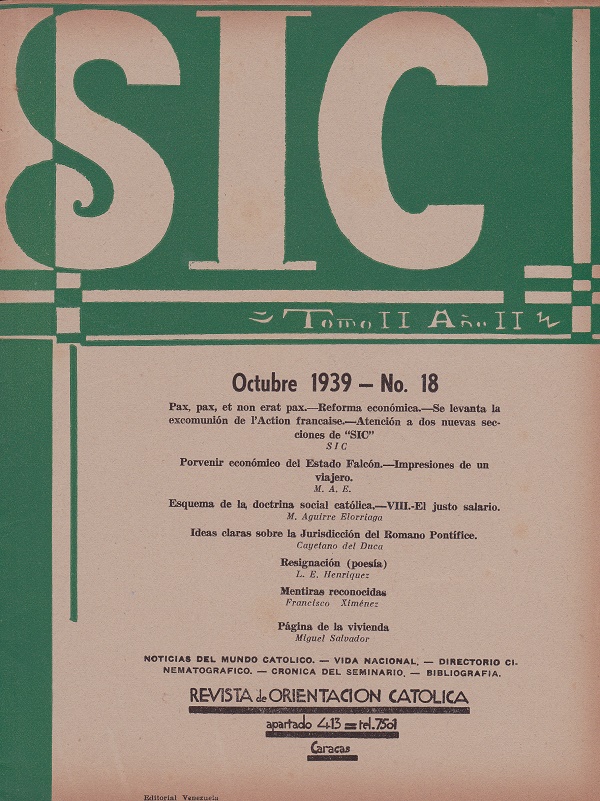 SIC
Tomo II Año II
Octubre 1939 — No. 18
Pax, pax, et non erat pax.—Reforma económica.—Se levanta la
excomunión de l'Action francaise.—Atención a dos nuevas sec-
ciones de "SIC"
SIC
Porvenir económico del Estado Falcón.—Impresiones de un
viajero.
M. A. E.
Esquema de la doctrina social católica.—VIII.-El justo salario.
M. Aguirre Elorriaga
Ideas claras sobre la Jurisdicción del Romano Pontífice.
Cayetano del Duca
Resignación (poesía)
L. E. Henríquez
Mentiras reconocidas
Francisco Ximénez
Página de la vivienda
Miguel Salvador
NOTICIAS DEL MUNDO CATOLICO. — VIDA NACIONAL. — DIRECTORIO CI-
NEMATOGRAFICO. — CRONICA DEL SEMINARIO. — BIBLIOGRAFIA.
REVISTA de ORIENTACION CATOLICA
apartado 413 = tel. 7501
Caracas
Editorial Venezuela